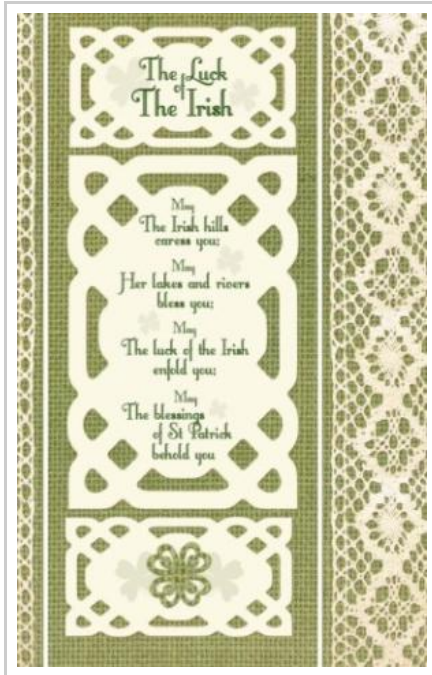 The Luck
of
The Irish
May
The Irish hills
caress you;
May
Her lakes and rivers
bless you;
May
The luck of the Irish
enfold you;
May
The blessings
of St Patrick
behold you